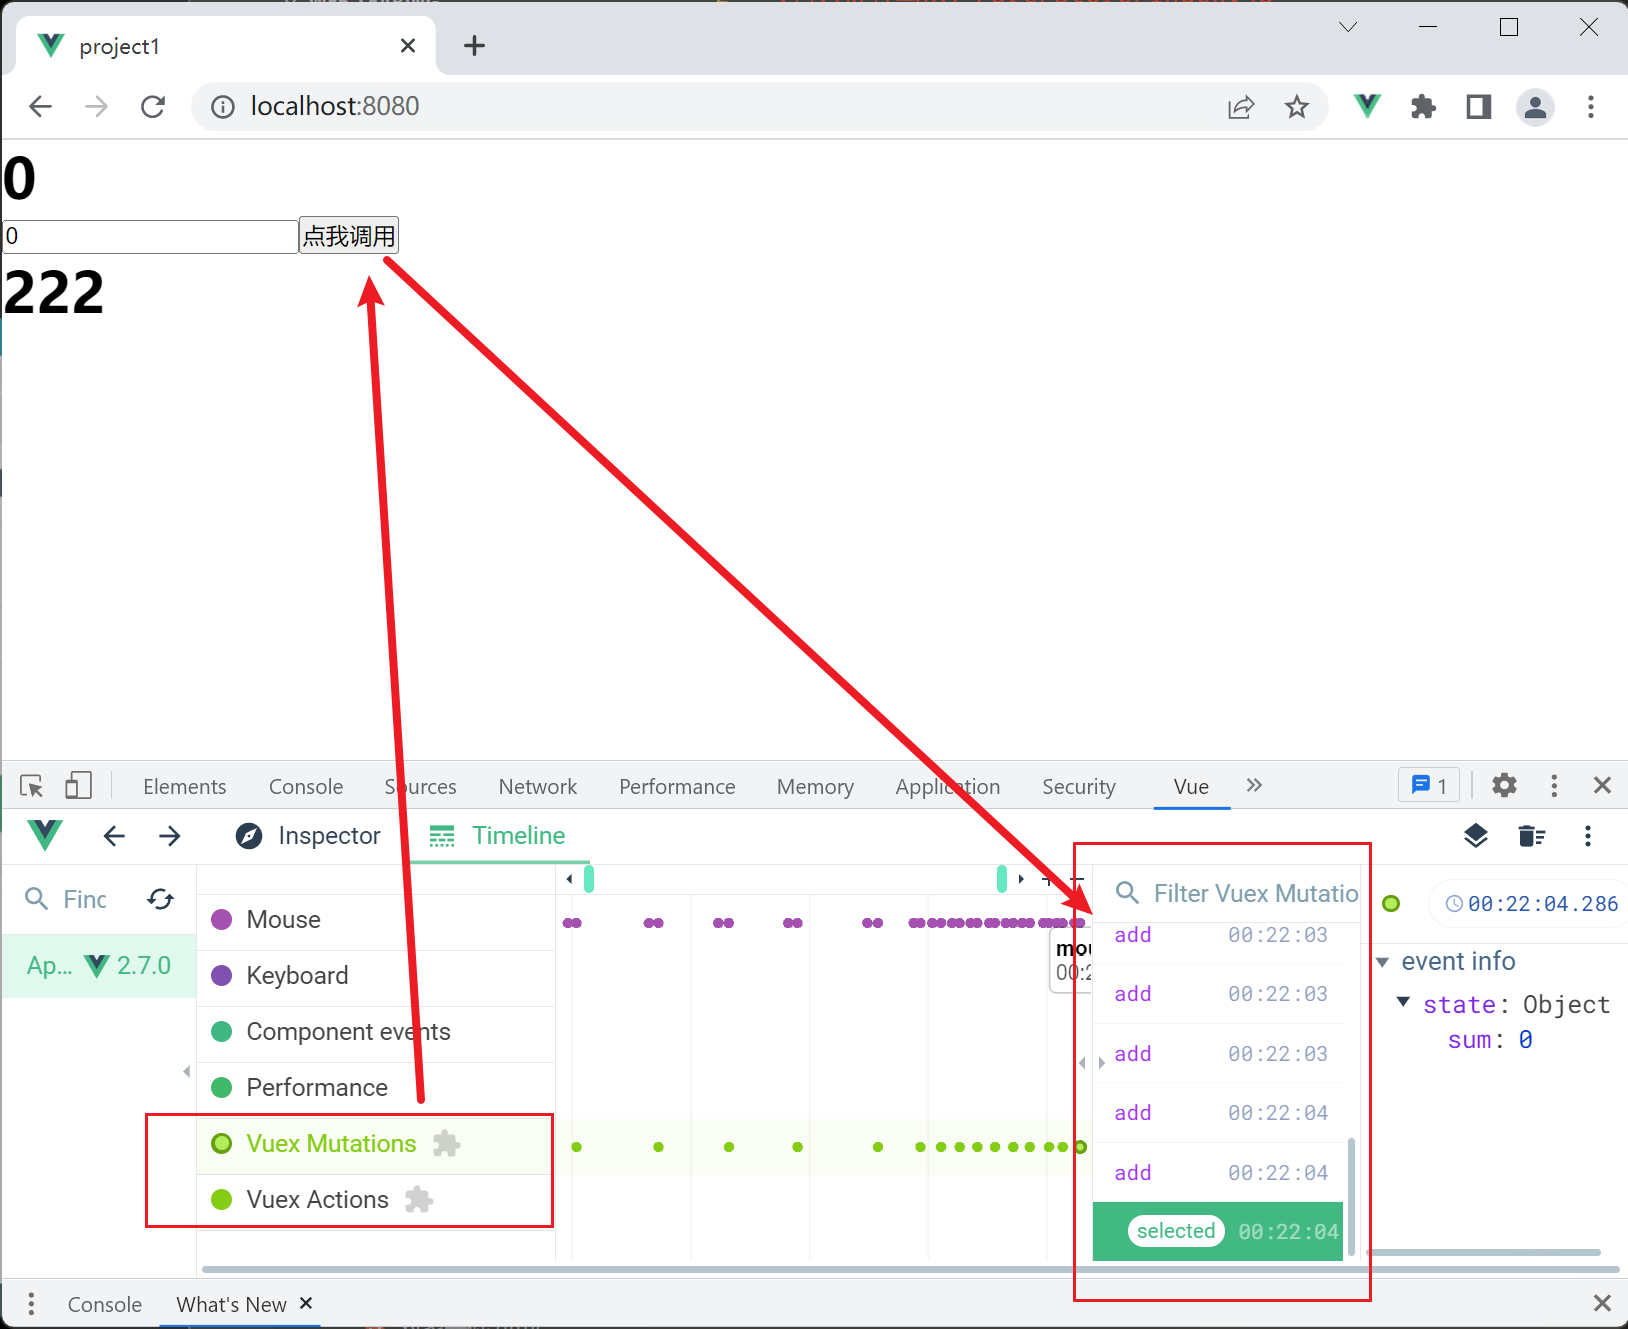 project1
localhost:8080
0
0
点我调用
222
Elements
Console
Sources
Network
Performance
Memory
Application
Security
Vue
1
Inspector
Timeline
Finc
Ap... 2.7.0
Mouse
Keyboard
Component events
Performance
Vuex Mutations
Vuex Actions
mou
00:2
Filter Vuex Mutatio
add 00:22:03
add 00:22:03
add 00:22:03
add 00:22:04
add 00:22:04
selected 00:22:04
00:22:04.286
event info
state: Object
sum: 0
Console
What's New